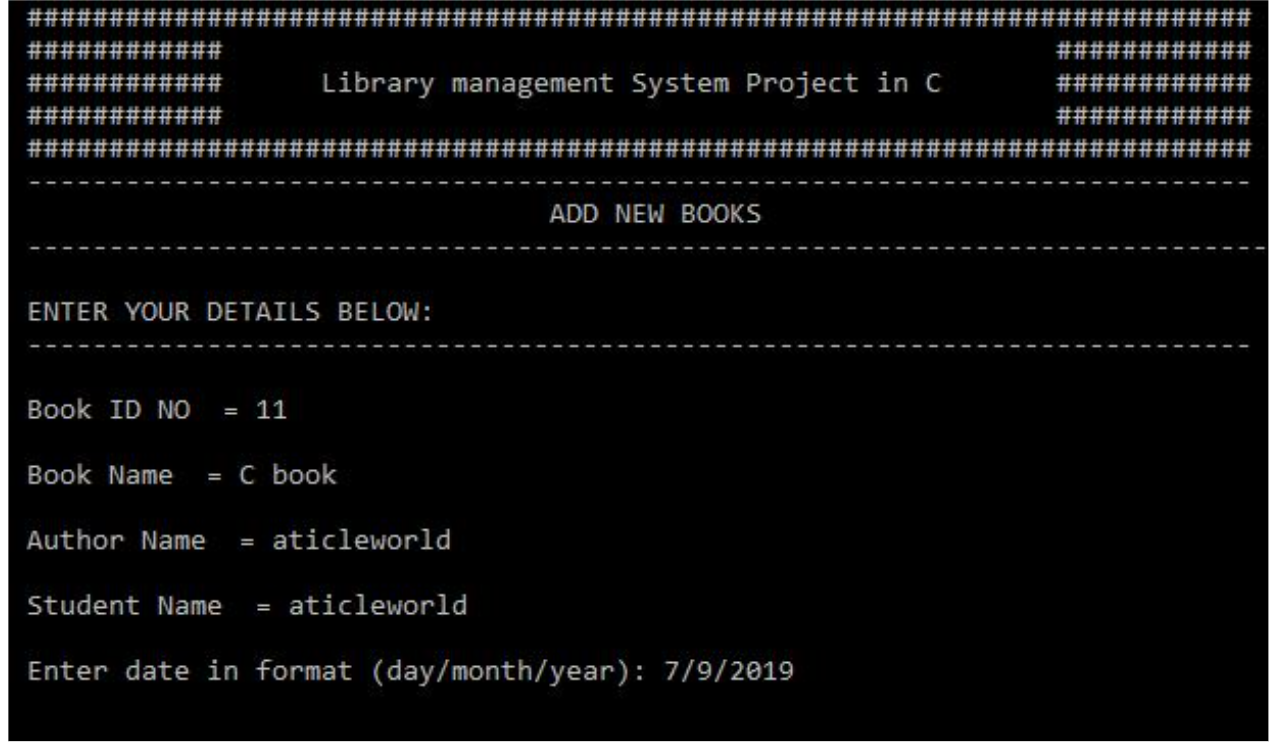 ###########################################################################
############ ############
############ Library management System Project in C ############
############ ############
###########################################################################
---------------------------------------------------------------------------
ADD NEW BOOKS
----------------------------------------------------------------------------
ENTER YOUR DETAILS BELOW:
---------------------------------------------------------------------------
Book ID NO  = 11
Book Name  = C book
Author Name  = aticleworld
Student Name  = aticleworld
Enter date in format (day/month/year): 7/9/2019